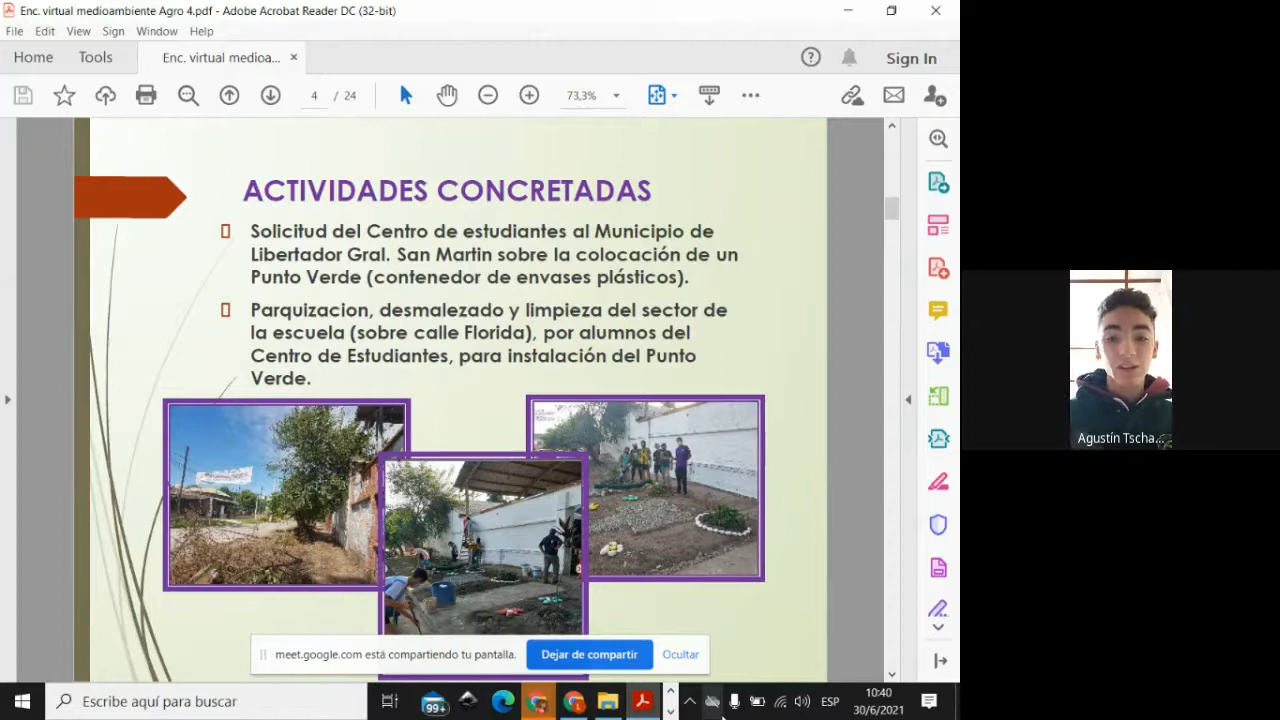 Enc. virtual medioambiente Agro 4.pdf - Adobe Acrobat Reader DC (32-bit)
File Edit View Sign Window Help
Home Tools Enc. virtual medioa... × Sign In
4 / 24 73,3%
ACTIVIDADES CONCRETADAS
Solicitud del Centro de estudiantes al Municipio de
Libertador Gral. San Martin sobre la colocación de un
Punto Verde (contenedor de envases plásticos).
Parquizacion, desmalezado y limpieza del sector de
la escuela (sobre calle Florida), por alumnos del
Centro de Estudiantes, para instalación del Punto
Verde.
Agustín Tscha...
meet.google.com está compartiendo tu pantalla. Dejar de compartir Ocultar
Escribe aquí para buscar
99+
ESP
10:40
30/6/2021